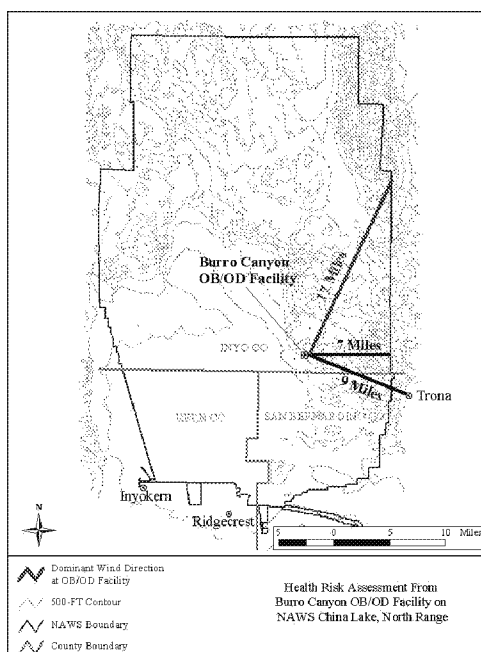 Burro Canyon
OB/OD Facility
17 Miles
7 Miles
9 Miles
INYO CO
Trona
KERN CO
SAN BERNARDINO CO
Inyokern
Ridgecrest
N
5 0 5 10 Miles
Dominant Wind Direction
at OB/OD Facility
500-FT Contour
NAWS Boundary
County Boundary
Health Risk Assessment From
Burro Canyon OB/OD Facility on
NAWS China Lake, North Range